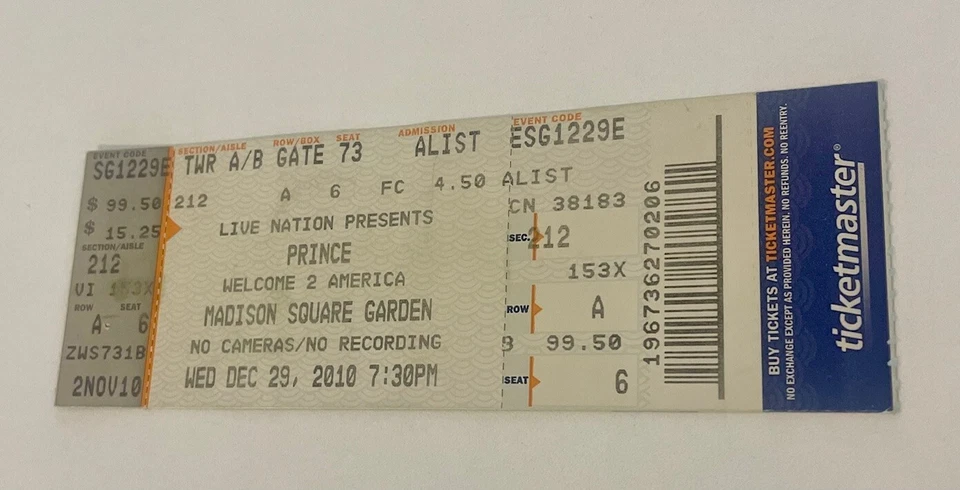 EVENT CODE
SG1229E
$ 99.50
$ 15.25
SECTION/AISLE
212
VI 153X
ROW SEAT
A 6
ZWS731B
2NOV10
SECTION/AISLE ROW/BOX SEAT ADMISSION
TWR A/B GATE 73 ALIST
212 A 6 FC 4.50
LIVE NATION PRESENTS
PRINCE
WELCOME 2 AMERICA
MADISON SQUARE GARDEN
NO CAMERAS/NO RECORDING
WED DEC 29, 2010 7:30PM
EVENT CODE
ESG1229E
ALIST
CN 38183
SEC. 212
153X
ROW A
B 99.50
SEAT 6
196736270206
BUY TICKETS AT TICKETMASTER.COM
NO EXCHANGE EXCEPT AS PROVIDED HEREIN. NO REFUNDS. NO REENTRY.
ticketmaster®